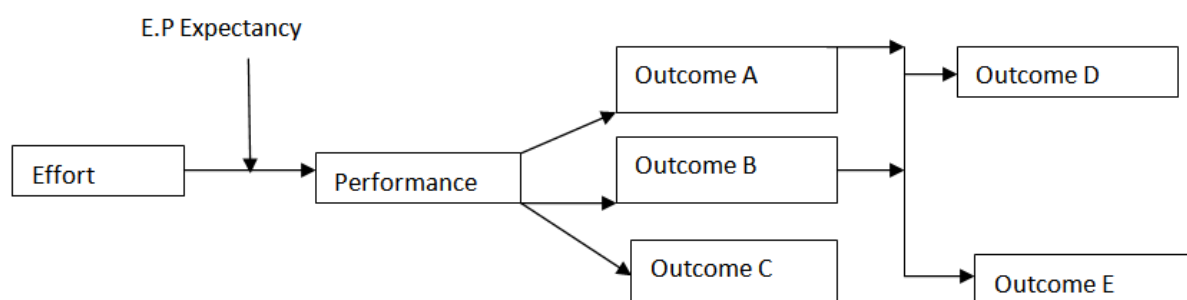 E.P Expectancy
Outcome A
Outcome D
Effort
Performance
Outcome B
Outcome C
Outcome E